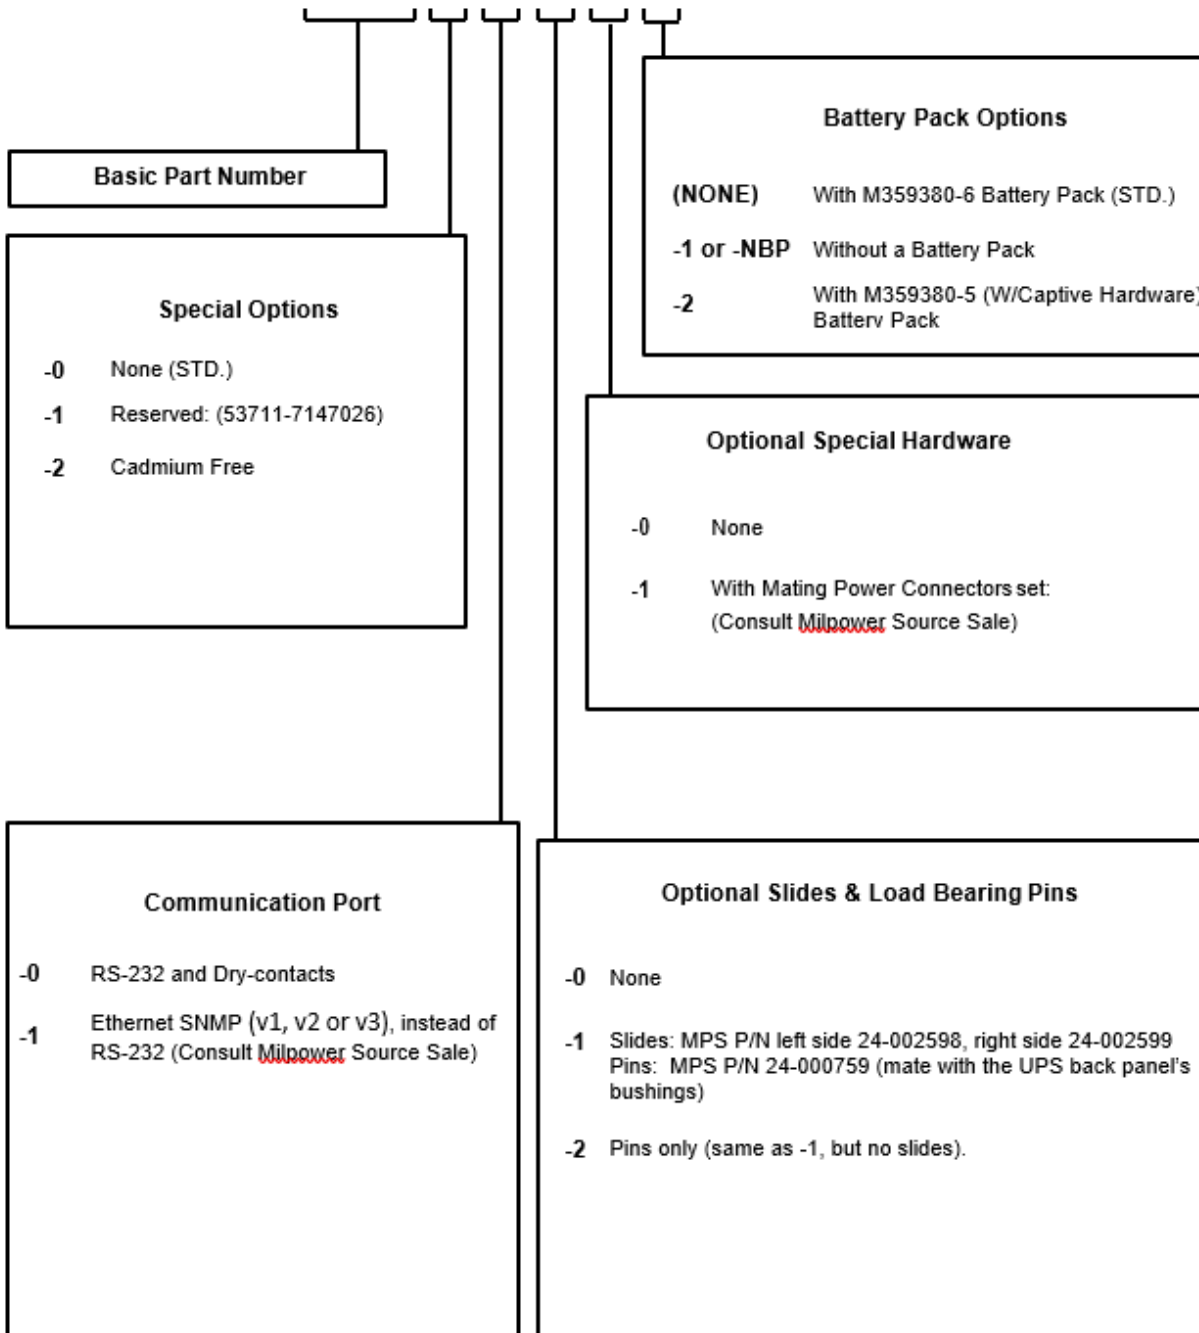 Battery Pack Options
(NONE) With M359380-6 Battery Pack (STD.)
-1 or -NBP Without a Battery Pack
-2 With M359380-5 (W/Captive Hardware)
Battery Pack
Basic Part Number
Special Options
-0 None (STD.)
-1 Reserved: (53711-7147026)
-2 Cadmium Free
Optional Special Hardware
-0 None
-1 With Mating Power Connectors set:
(Consult Milpower Source Sale)
Communication Port
-0 RS-232 and Dry-contacts
-1 Ethernet SNMP (v1, v2 or v3), instead of
RS-232 (Consult Milpower Source Sale)
Optional Slides & Load Bearing Pins
-0 None
-1 Slides: MPS P/N left side 24-002598, right side 24-002599
Pins: MPS P/N 24-000759 (mate with the UPS back panel's
bushings)
-2 Pins only (same as -1, but no slides).